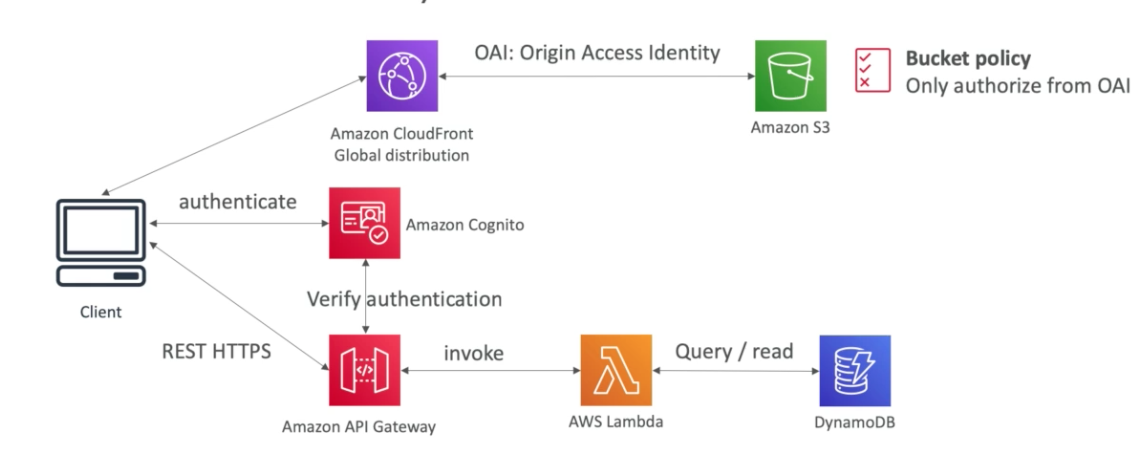 OAI: Origin Access Identity
Bucket policy
Only authorize from OAI
Amazon CloudFront
Global distribution
Amazon S3
authenticate
Amazon Cognito
Client
Verify authentication
REST HTTPS
invoke
Query / read
Amazon API Gateway
AWS Lambda
DynamoDB